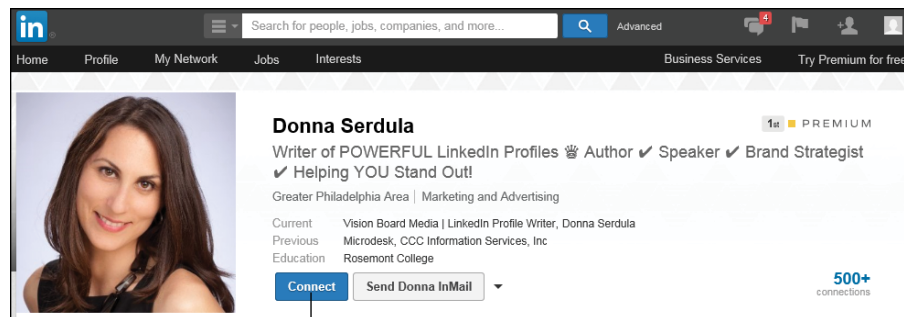 in
Search for people, jobs, companies, and more...
Advanced
4
Home Profile My Network Jobs Interests Business Services Try Premium for free
Donna Serdula
1st PREMIUM
Writer of POWERFUL LinkedIn Profiles ♕ Author ✔ Speaker ✔ Brand Strategist
✔ Helping YOU Stand Out!
Greater Philadelphia Area | Marketing and Advertising
Current Vision Board Media | LinkedIn Profile Writer, Donna Serdula
Previous Microdesk, CCC Information Services, Inc
Education Rosemont College
Connect Send Donna InMail
500+
connections